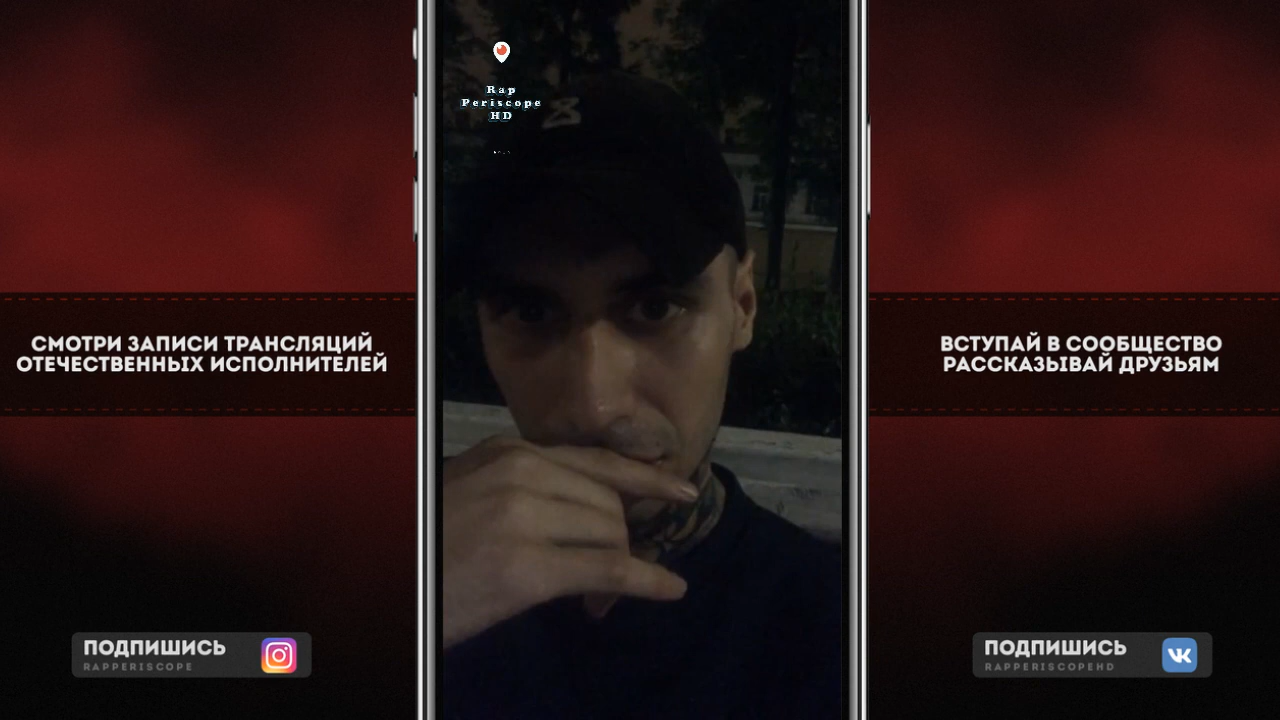 Rap
Periscope
HD
СМОТРИ ЗАПИСИ ТРАНСЛЯЦИЙ
ОТЕЧЕСТВЕННЫХ ИСПОЛНИТЕЛЕЙ
ВСТУПАЙ В СООБЩЕСТВО
РАССКАЗЫВАЙ ДРУЗЬЯМ
ПОДПИШИСЬ
RAPPERISCOPE
ПОДПИШИСЬ
RAPPERISCOPEHD